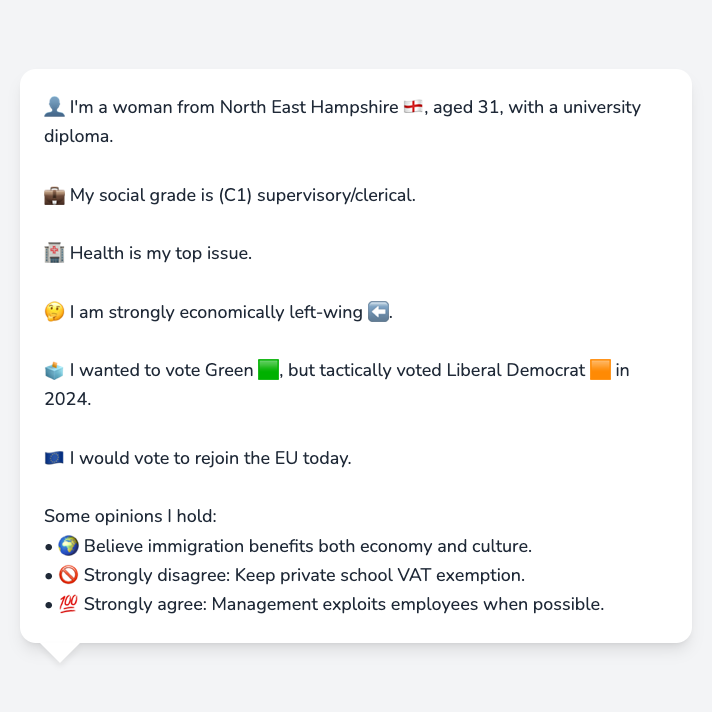 👤 I'm a woman from North East Hampshire 🏴󠁧󠁢󠁥󠁮󠁧󠁿, aged 31, with a university
diploma.
💼 My social grade is (C1) supervisory/clerical.
🏥 Health is my top issue.
🤔 I am strongly economically left-wing ⬅️.
🗳️ I wanted to vote Green 🟩, but tactically voted Liberal Democrat 🟧 in
2024.
🇪🇺 I would vote to rejoin the EU today.
Some opinions I hold:
• 🌍 Believe immigration benefits both economy and culture.
• 🚫 Strongly disagree: Keep private school VAT exemption.
• 💯 Strongly agree: Management exploits employees when possible.